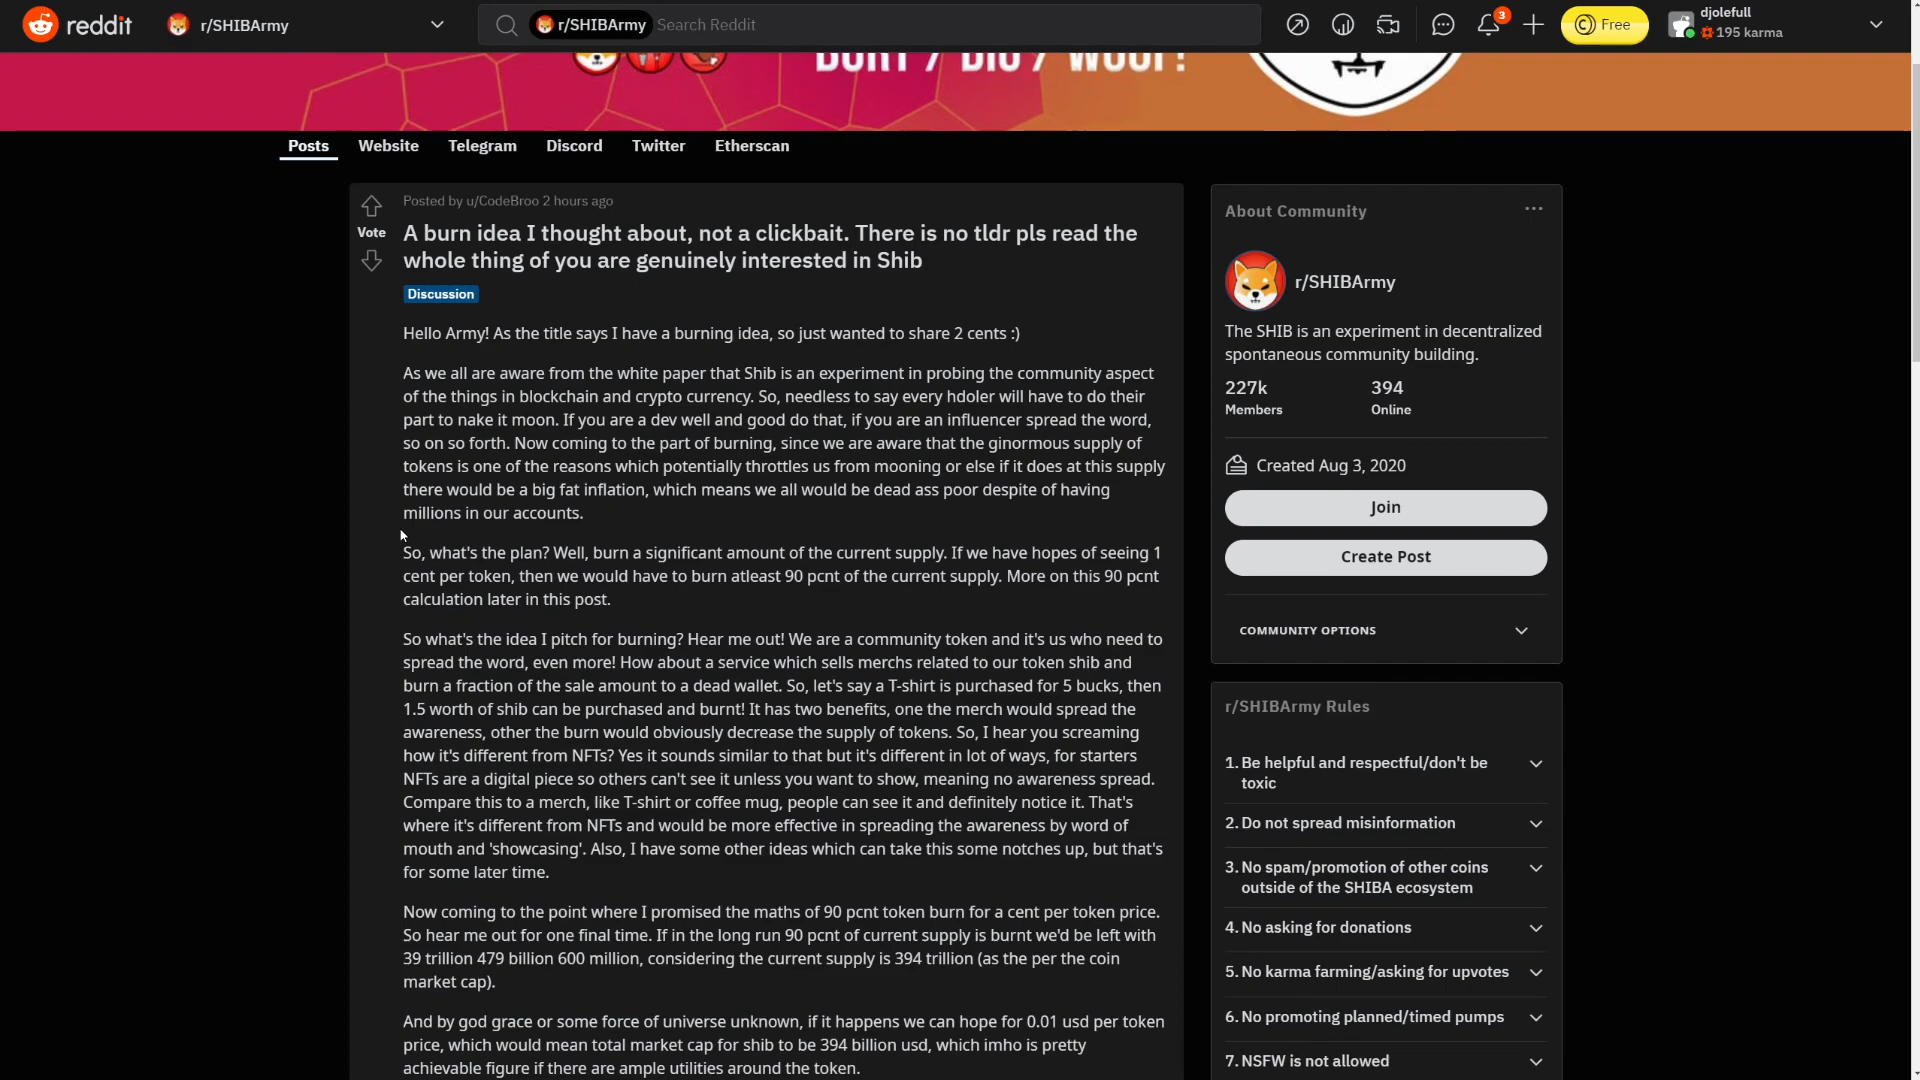 reddit
r/SHIBArmy
r/SHIBArmy Search Reddit
3
Free
djolefull
195 karma
Posts Website Telegram Discord Twitter Etherscan
Posted by u/CodeBroo 2 hours ago
Vote
A burn idea I thought about, not a clickbait. There is no tldr pls read the
whole thing of you are genuinely interested in Shib
Discussion
Hello Army! As the title says I have a burning idea, so just wanted to share 2 cents :)
As we all are aware from the white paper that Shib is an experiment in probing the community aspect
of the things in blockchain and crypto currency. So, needless to say every hdoler will have to do their
part to nake it moon. If you are a dev well and good do that, if you are an influencer spread the word,
so on so forth. Now coming to the part of burning, since we are aware that the ginormous supply of
tokens is one of the reasons which potentially throttles us from mooning or else if it does at this supply
there would be a big fat inflation, which means we all would be dead ass poor despite of having
millions in our accounts.
So, what's the plan? Well, burn a significant amount of the current supply. If we have hopes of seeing 1
cent per token, then we would have to burn atleast 90 pcnt of the current supply. More on this 90 pcnt
calculation later in this post.
So what's the idea I pitch for burning? Hear me out! We are a community token and it's us who need to
spread the word, even more! How about a service which sells merchs related to our token shib and
burn a fraction of the sale amount to a dead wallet. So, let's say a T-shirt is purchased for 5 bucks, then
1.5 worth of shib can be purchased and burnt! It has two benefits, one the merch would spread the
awareness, other the burn would obviously decrease the supply of tokens. So, I hear you screaming
how it's different from NFTs? Yes it sounds similar to that but it's different in lot of ways, for starters
NFTs are a digital piece so others can't see it unless you want to show, meaning no awareness spread.
Compare this to a merch, like T-shirt or coffee mug, people can see it and definitely notice it. That's
where it's different from NFTs and would be more effective in spreading the awareness by word of
mouth and 'showcasing'. Also, I have some other ideas which can take this some notches up, but that's
for some later time.
Now coming to the point where I promised the maths of 90 pcnt token burn for a cent per token price.
So hear me out for one final time. If in the long run 90 pcnt of current supply is burnt we'd be left with
39 trillion 479 billion 600 million, considering the current supply is 394 trillion (as the per the coin
market cap).
And by god grace or some force of universe unknown, if it happens we can hope for 0.01 usd per token
price, which would mean total market cap for shib to be 394 billion usd, which imho is pretty
achievable figure if there are ample utilities around the token.
About Community
r/SHIBArmy
The SHIB is an experiment in decentralized
spontaneous community building.
227k 394
Members Online
Created Aug 3, 2020
Join
Create Post
COMMUNITY OPTIONS
r/SHIBArmy Rules
1. Be helpful and respectful/don't be
toxic
2. Do not spread misinformation
3. No spam/promotion of other coins
outside of the SHIBA ecosystem
4. No asking for donations
5. No karma farming/asking for upvotes
6. No promoting planned/timed pumps
7. NSFW is not allowed